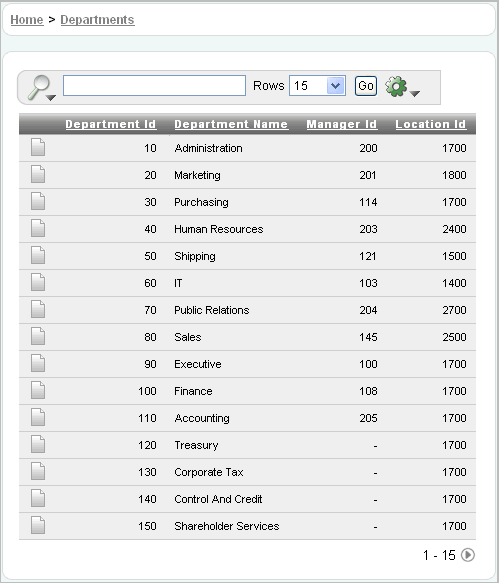 Home > Departments
Rows 15 Go
Department Id Department Name Manager Id Location Id
10 Administration 200 1700
20 Marketing 201 1800
30 Purchasing 114 1700
40 Human Resources 203 2400
50 Shipping 121 1500
60 IT 103 1400
70 Public Relations 204 2700
80 Sales 145 2500
90 Executive 100 1700
100 Finance 108 1700
110 Accounting 205 1700
120 Treasury - 1700
130 Corporate Tax - 1700
140 Control And Credit - 1700
150 Shareholder Services - 1700
1 - 15